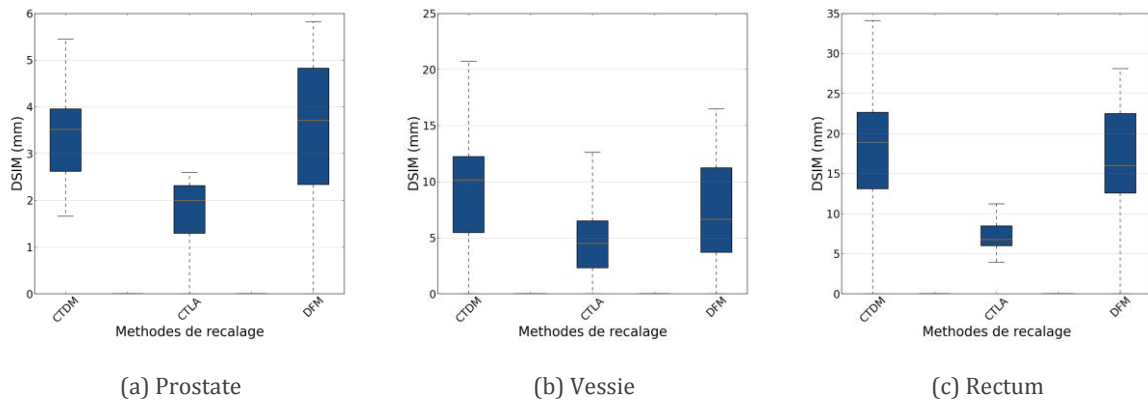 6
5
4
3
2
1
0
DSIM (mm)
CTDM
CTLA
DFM
Methodes de recalage
(a) Prostate
25
20
15
10
5
0
DSIM (mm)
CTDM
CTLA
DFM
Methodes de recalage
(b) Vessie
35
30
25
20
15
10
5
0
DSIM (mm)
CTDM
CTLA
DFM
Methodes de recalage
(c) Rectum